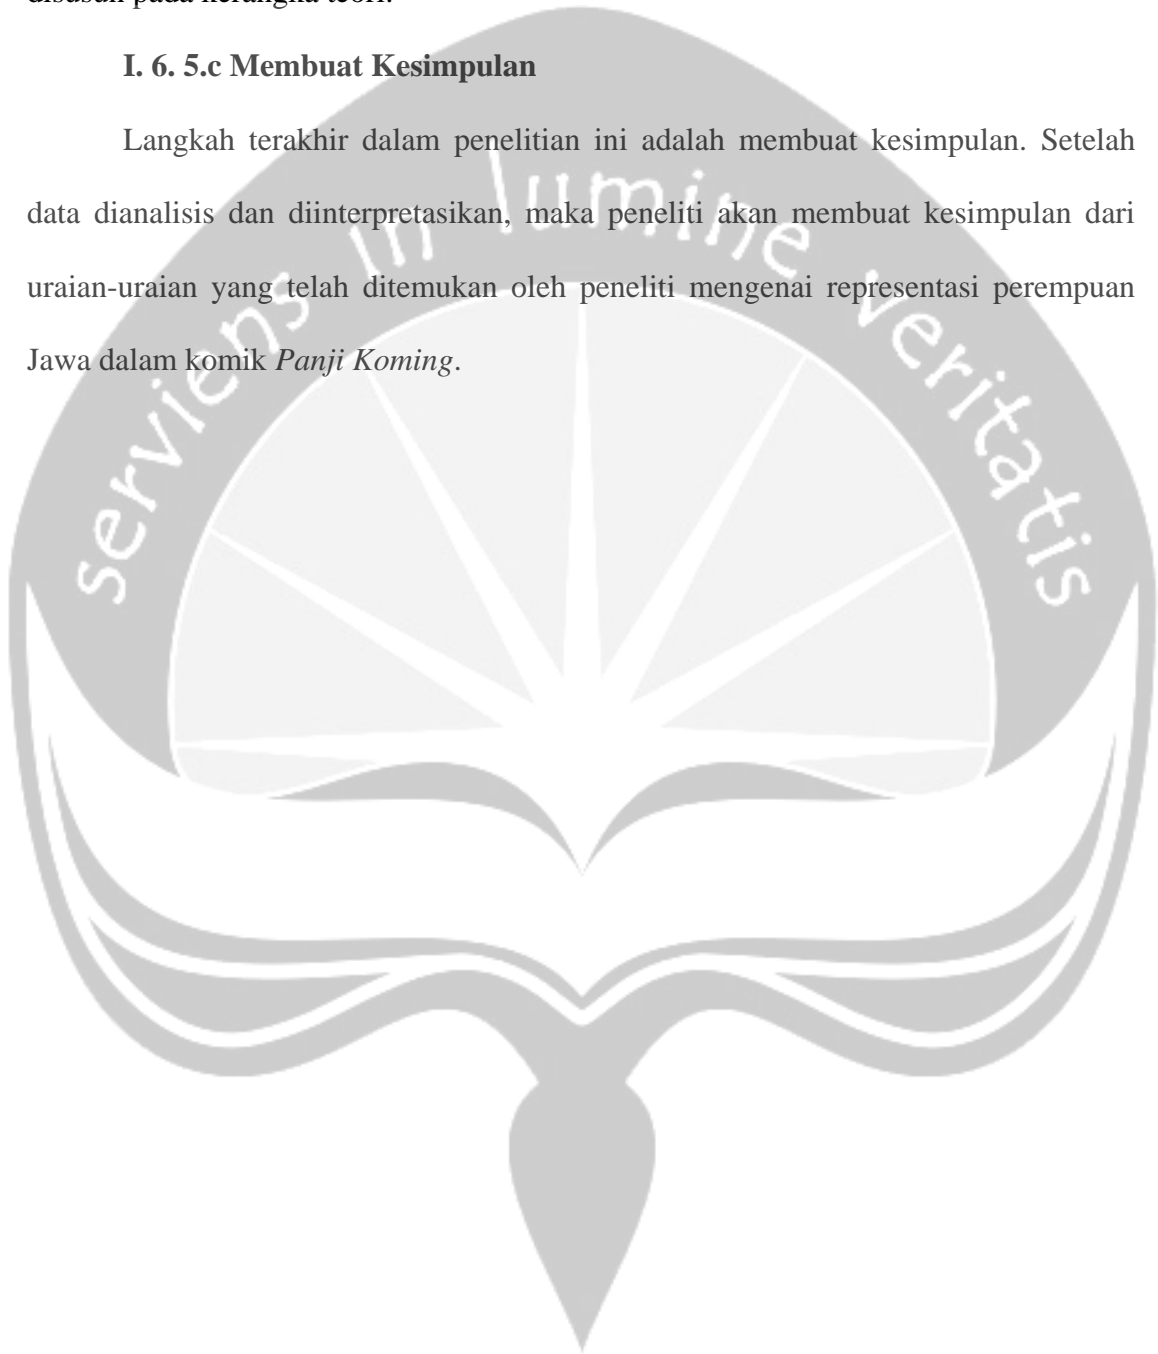 disusun pada kerangka teori.
I. 6. 5.c Membuat Kesimpulan
Langkah terakhir dalam penelitian ini adalah membuat kesimpulan. Setelah
data dianalisis dan diinterpretasikan, maka peneliti akan membuat kesimpulan dari
uraian-uraian yang telah ditemukan oleh peneliti mengenai representasi perempuan
Jawa dalam komik Panji Koming.
serviens in lumine veritatis